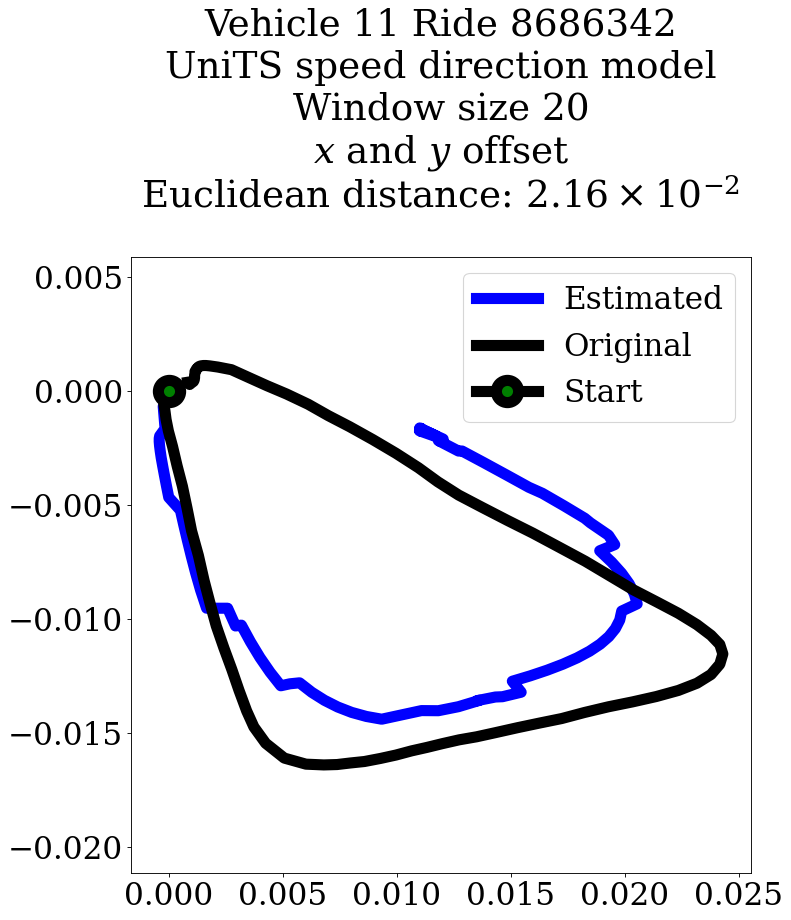 Vehicle 11 Ride 8686342
UniTS speed direction model
Window size 20
x and y offset
Euclidean distance: 2.16 × 10⁻²
0.005
Estimated
Original
0.000
Start
−0.005
−0.010
−0.015
−0.020
0.000 0.005 0.010 0.015 0.020 0.025